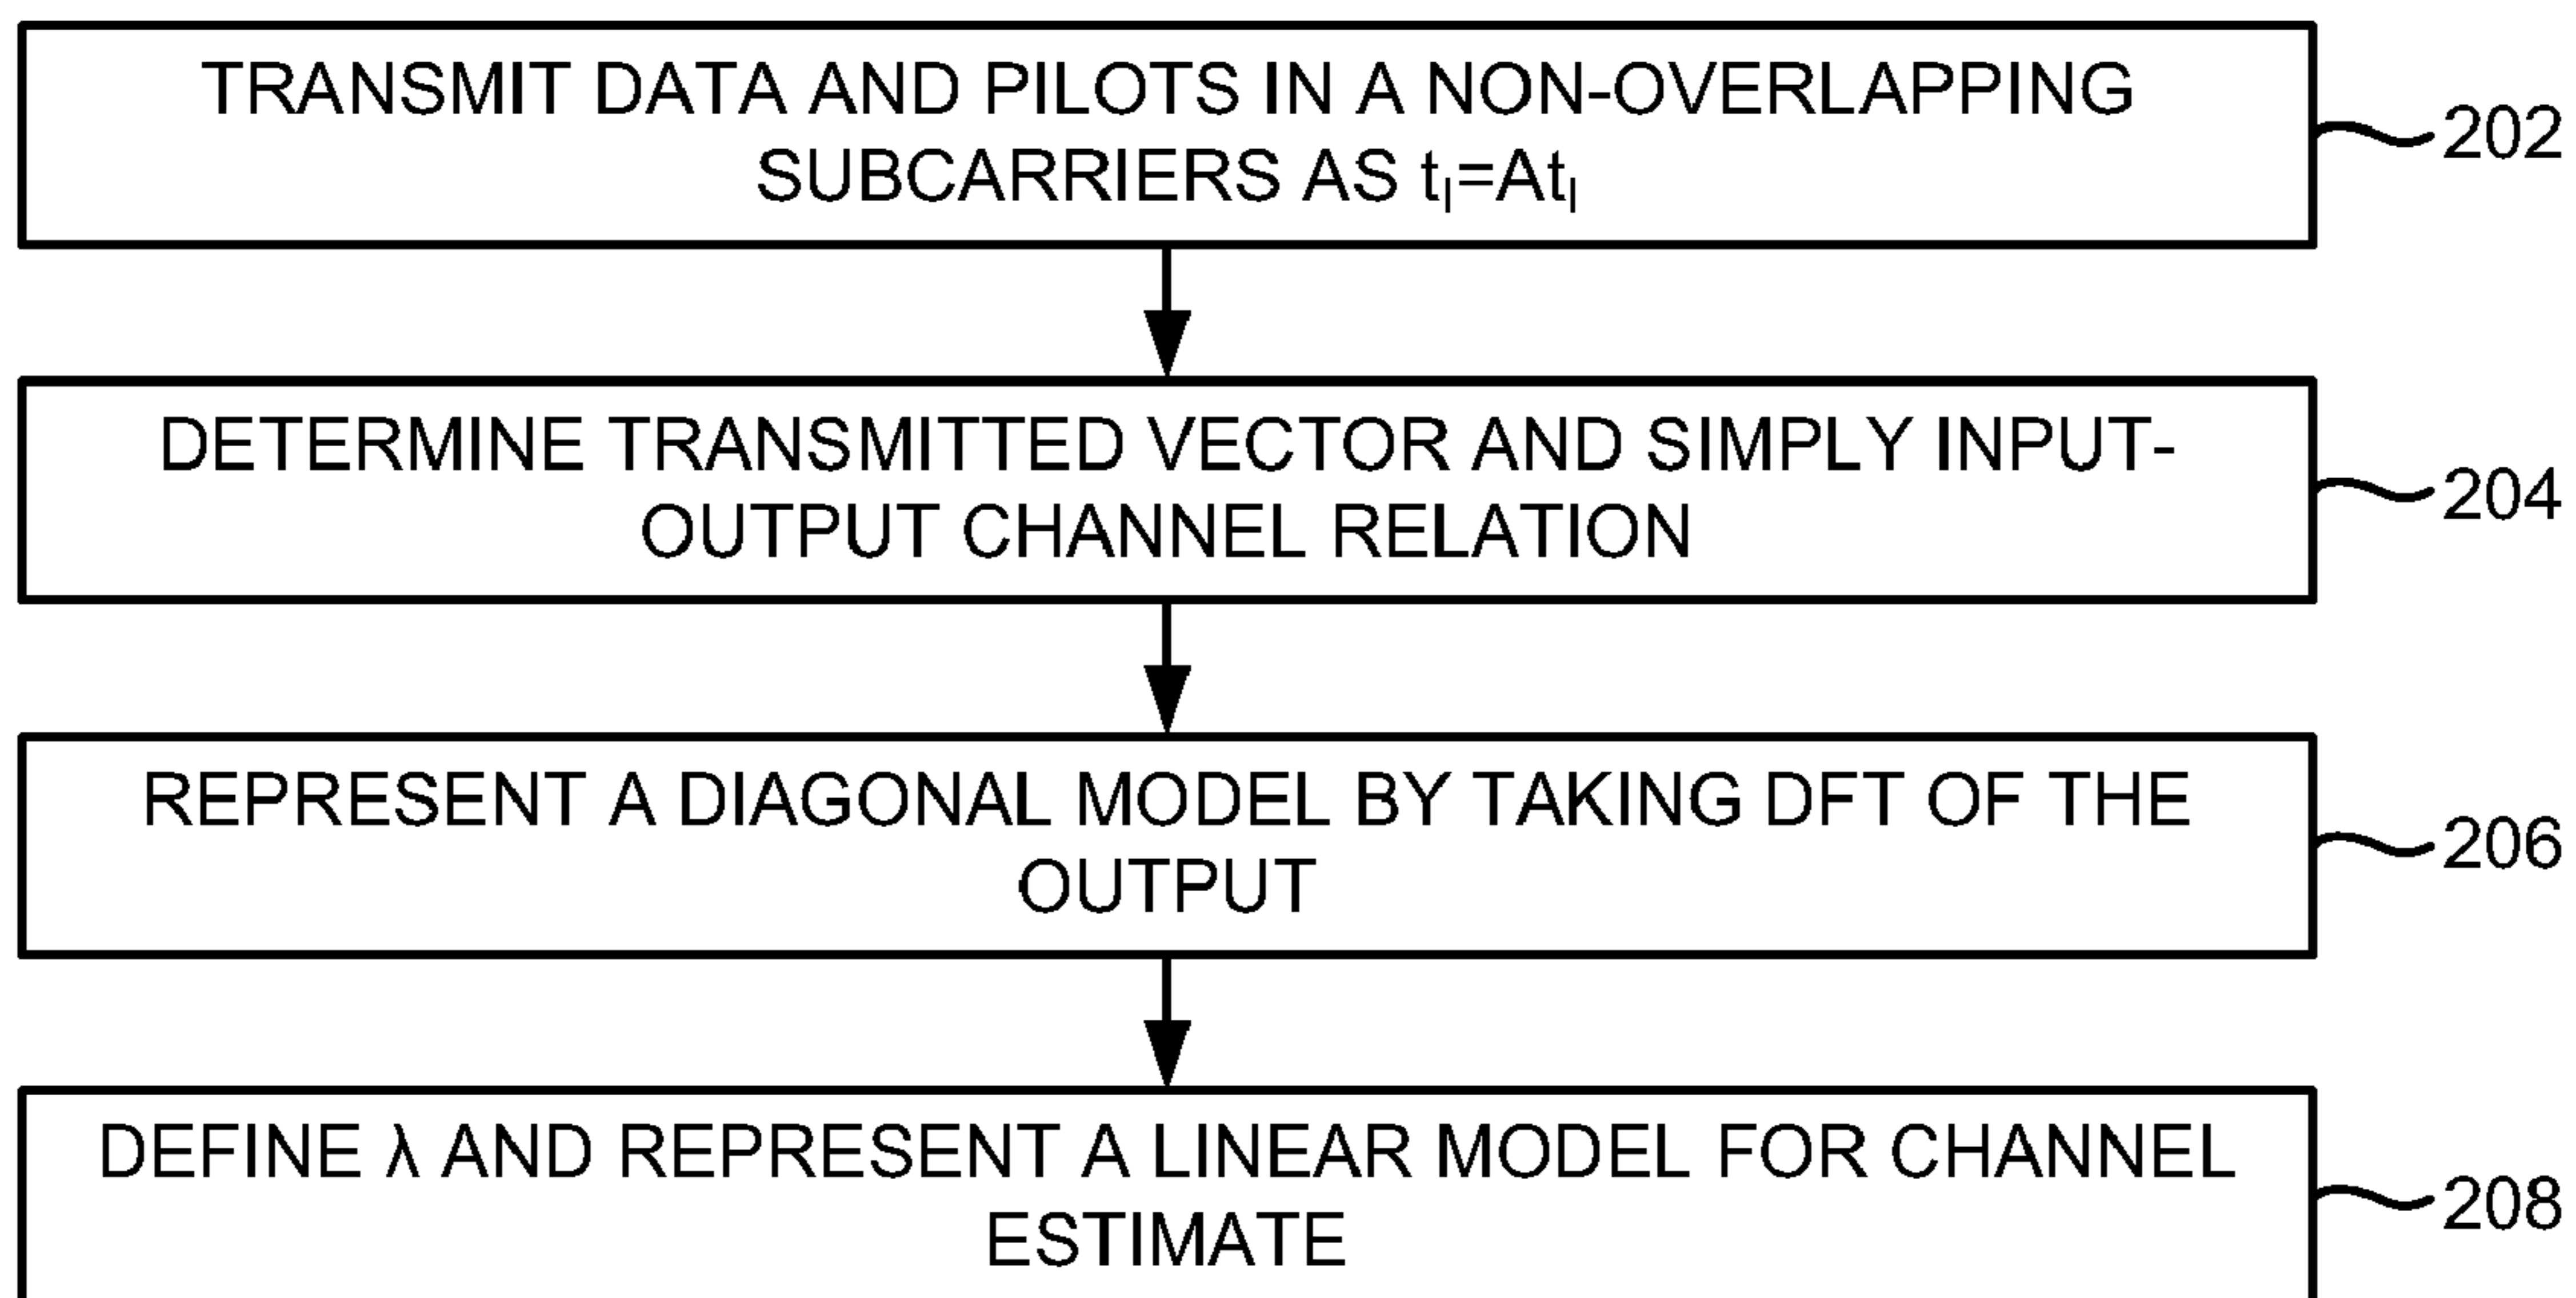 TRANSMIT DATA AND PILOTS IN A NON-OVERLAPPING
SUBCARRIERS AS tₗ=Atₗ
202
DETERMINE TRANSMITTED VECTOR AND SIMPLY INPUT-
OUTPUT CHANNEL RELATION
204
REPRESENT A DIAGONAL MODEL BY TAKING DFT OF THE
OUTPUT
206
DEFINE λ AND REPRESENT A LINEAR MODEL FOR CHANNEL
ESTIMATE
208